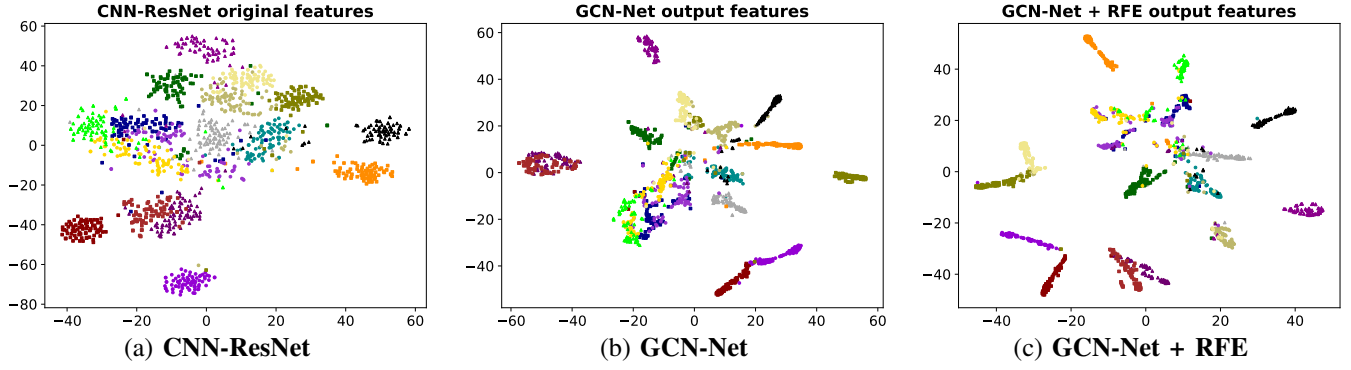 CNN-ResNet original features
60
40
20
0
−20
−40
−60
−80
−40 −20 0 20 40 60
(a) CNN-ResNet
GCN-Net output features
60
40
20
0
−20
−40
−60 −40 −20 0 20 40 60
(b) GCN-Net
GCN-Net + RFE output features
40
20
0
−20
−40
−40 −20 0 20 40
(c) GCN-Net + RFE